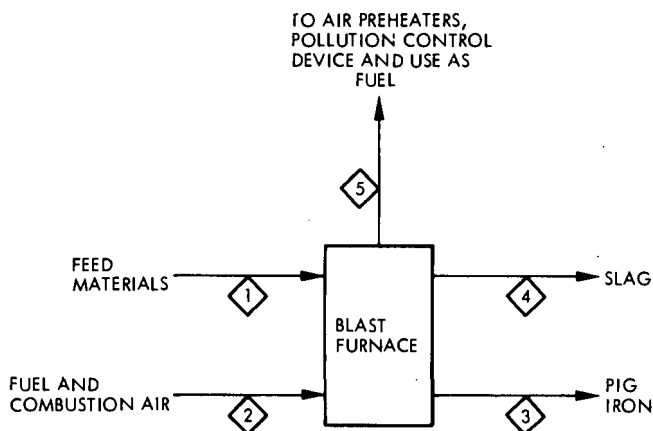 TO AIR PREHEATERS,
POLLUTION CONTROL
DEVICE AND USE AS
FUEL
5
FEED
MATERIALS
1
4
SLAG
BLAST
FURNACE
FUEL AND
COMBUSTION AIR
2
3
PIG
IRON